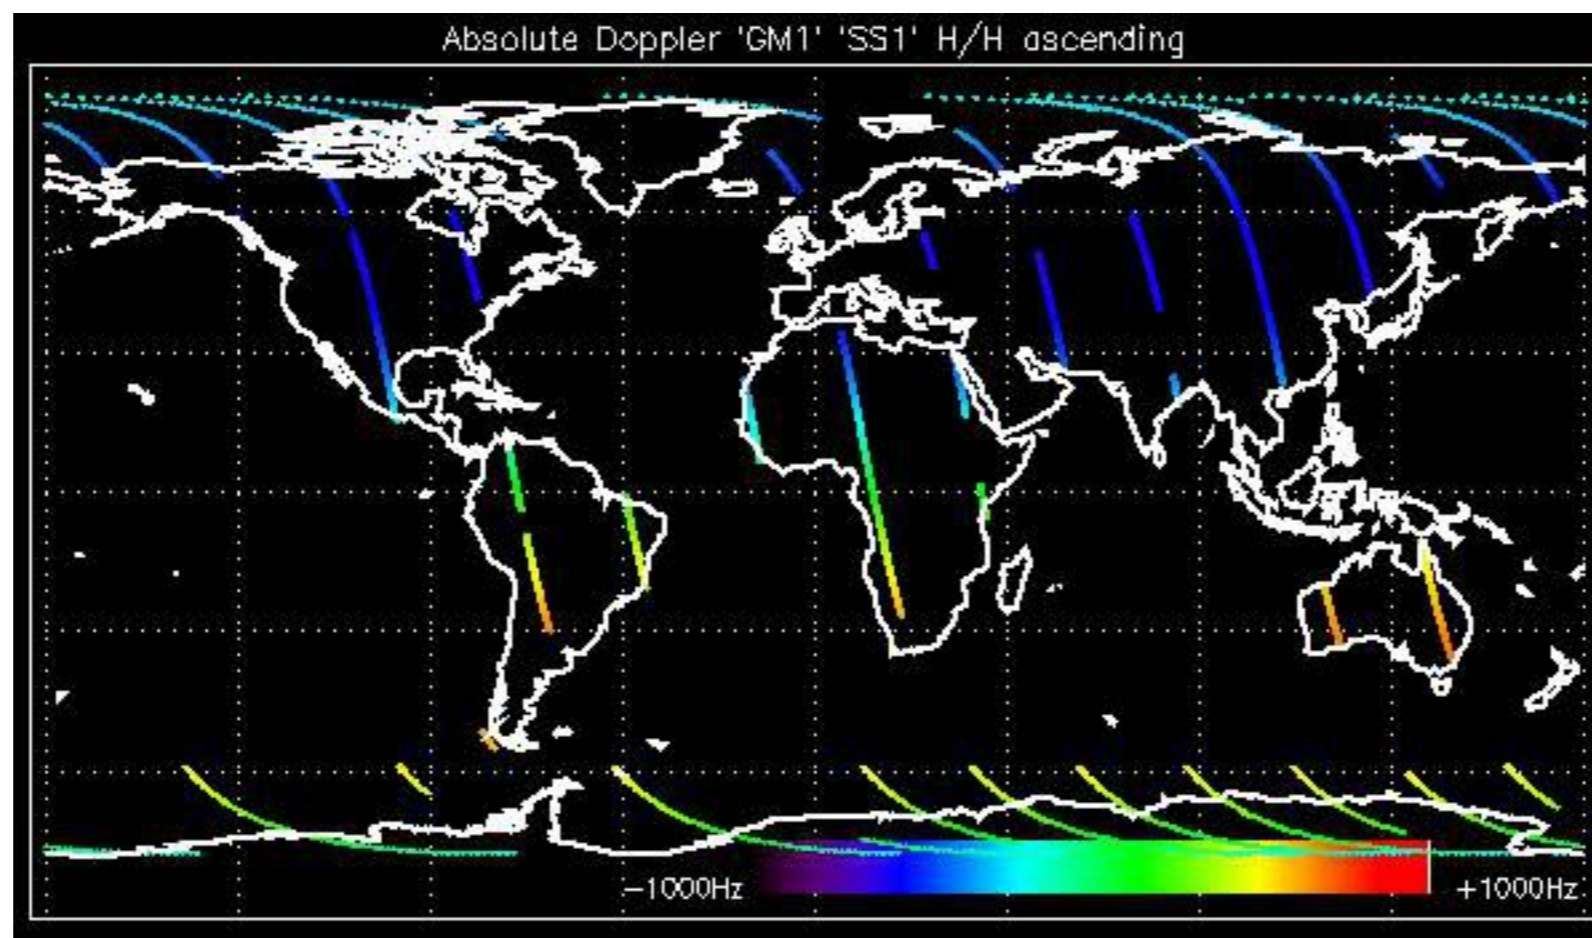 Absolute Doppler 'GM1' 'SS1' H/H ascending
−1000Hz
+1000Hz